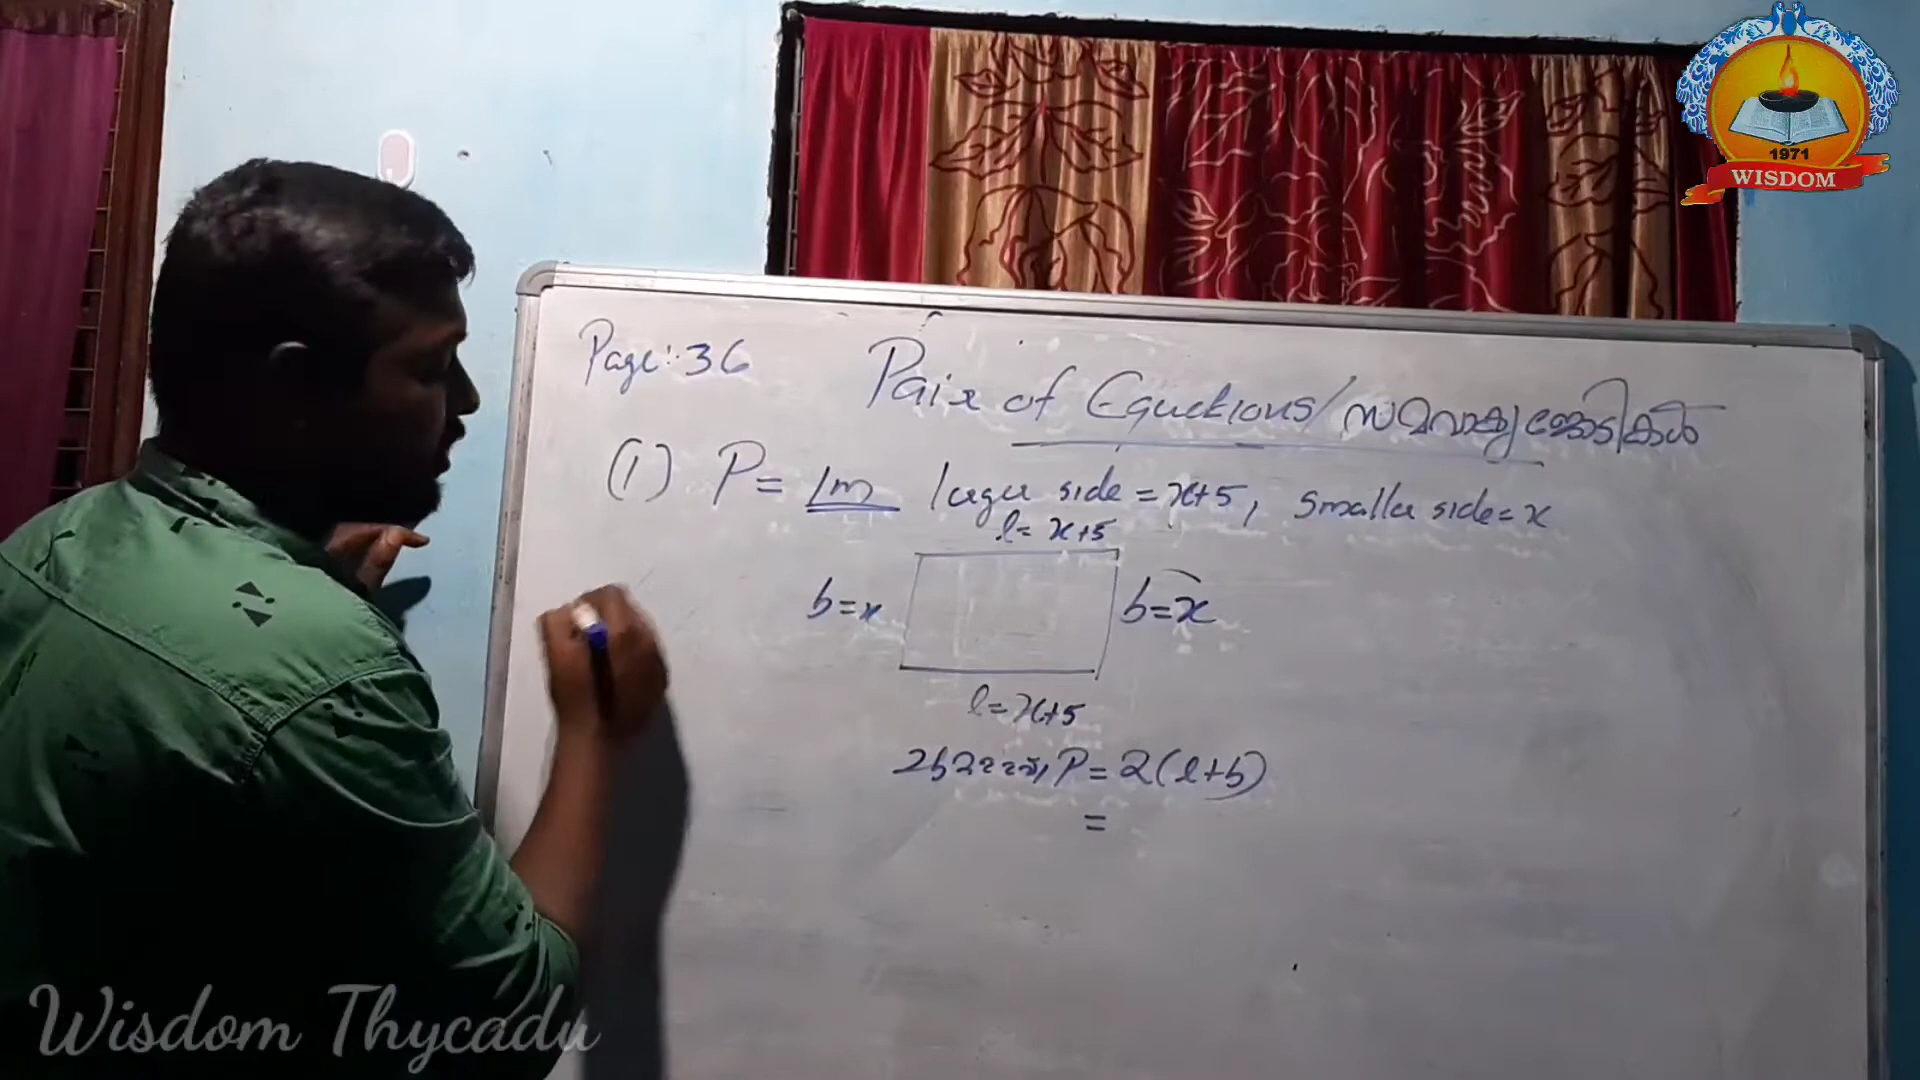 1971
WISDOM
Page: 36
Pair of Equations/സമവാക്യജോടികൾ
(1) P = 1m larger side = x+5, smaller side = x
l = x+5
b = x
b = x
l = x+5
ചുറ്റളവ്, P = 2(l+b)
=
Wisdom Thycadu